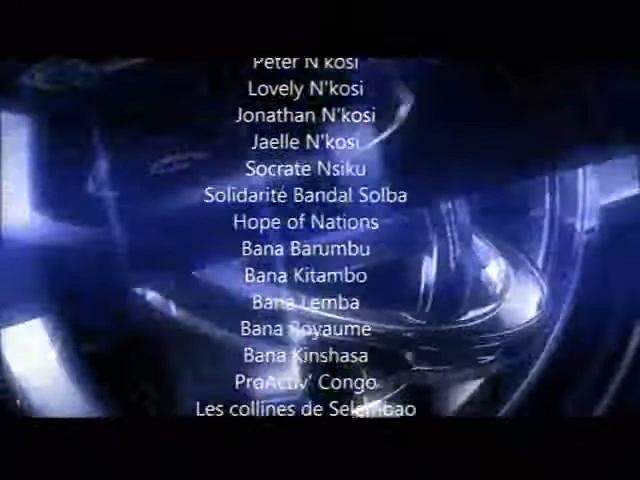 Peter N'kosi
Lovely N'kosi
Jonathan N'kosi
Jaelle N'kosi
Socrate Nsiku
Solidarité Bandal Solba
Hope of Nations
Bana Barumbu
Bana Kitambo
Bana Lemba
Bana Royaume
Bana Kinshasa
ProActiv' Congo
Les collines de Selembao